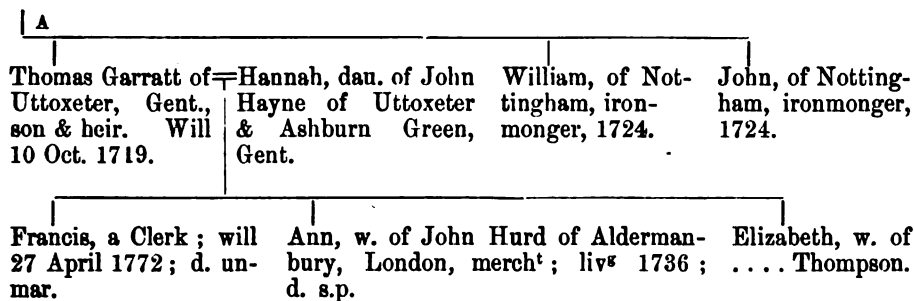 A
Thomas Garratt of
Uttoxeter, Gent.,
son & heir. Will
10 Oct. 1719.
Hannah, dau. of John
Hayne of Uttoxeter
& Ashburn Green,
Gent.
William, of Not-
tingham, iron-
monger, 1724.
John, of Notting-
ham, ironmonger,
1724.
Francis, a Clerk ; will
27 April 1772 ; d. un-
mar.
Ann, w. of John Hurd of Alderman-
bury, London, mercht ; livg 1736 ;
d. s.p.
Elizabeth, w. of
.... Thompson.